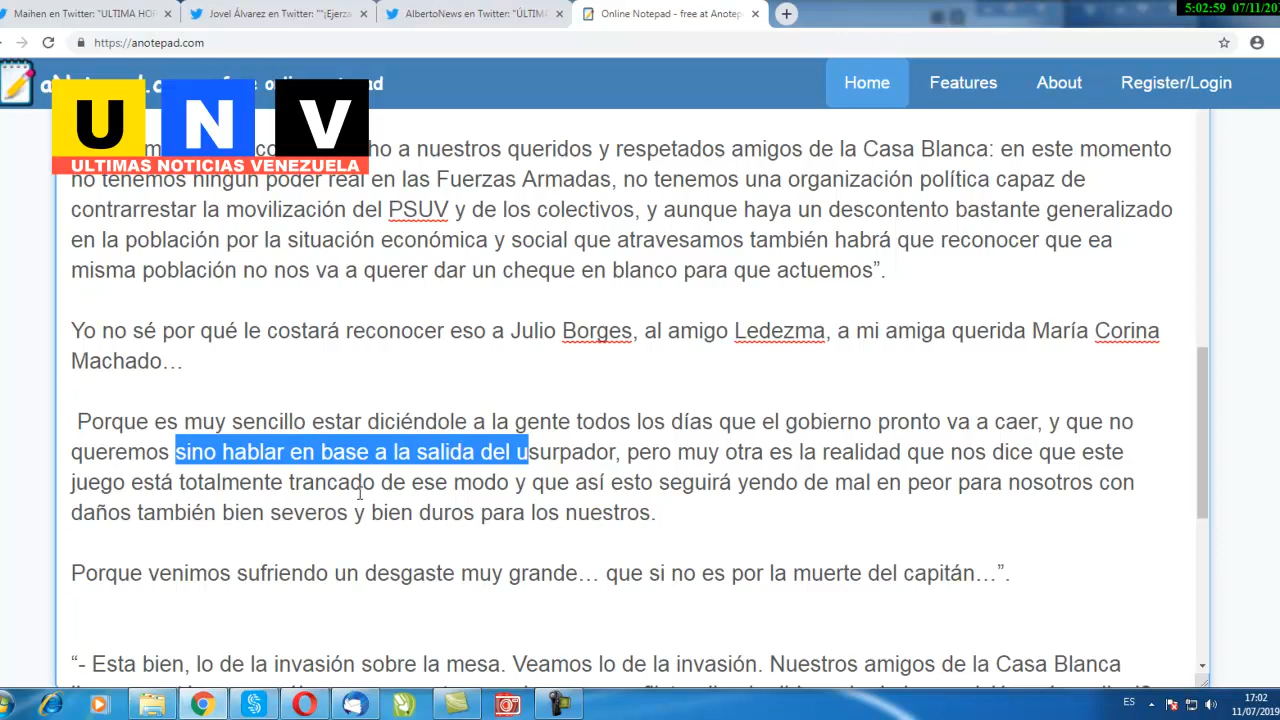 Maihen en Twitter: "ULTIMA HOR
Jovel Álvarez en Twitter: "¡Ejerza
AlbertoNews en Twitter: "ÚLTIMA
Online Notepad - free at Anotepad
5:02:59 07/11/20
https://anotepad.com
Home
Features
About
Register/Login
U N V
ULTIMAS NOTICIAS VENEZUELA
a nuestros queridos y respetados amigos de la Casa Blanca: en este momento
no tenemos ningún poder real en las Fuerzas Armadas, no tenemos una organización política capaz de
contrarrestar la movilización del PSUV y de los colectivos, y aunque haya un descontento bastante generalizado
en la población por la situación económica y social que atravesamos también habrá que reconocer que ea
misma población no nos va a querer dar un cheque en blanco para que actuemos”.
Yo no sé por qué le costará reconocer eso a Julio Borges, al amigo Ledezma, a mi amiga querida María Corina
Machado…
Porque es muy sencillo estar diciéndole a la gente todos los días que el gobierno pronto va a caer, y que no
queremos sino hablar en base a la salida del usurpador, pero muy otra es la realidad que nos dice que este
juego está totalmente trancado de ese modo y que así esto seguirá yendo de mal en peor para nosotros con
daños también bien severos y bien duros para los nuestros.
Porque venimos sufriendo un desgaste muy grande… que si no es por la muerte del capitán…”.
“- Esta bien, lo de la invasión sobre la mesa. Veamos lo de la invasión. Nuestros amigos de la Casa Blanca
ES
17:02
11/07/2019